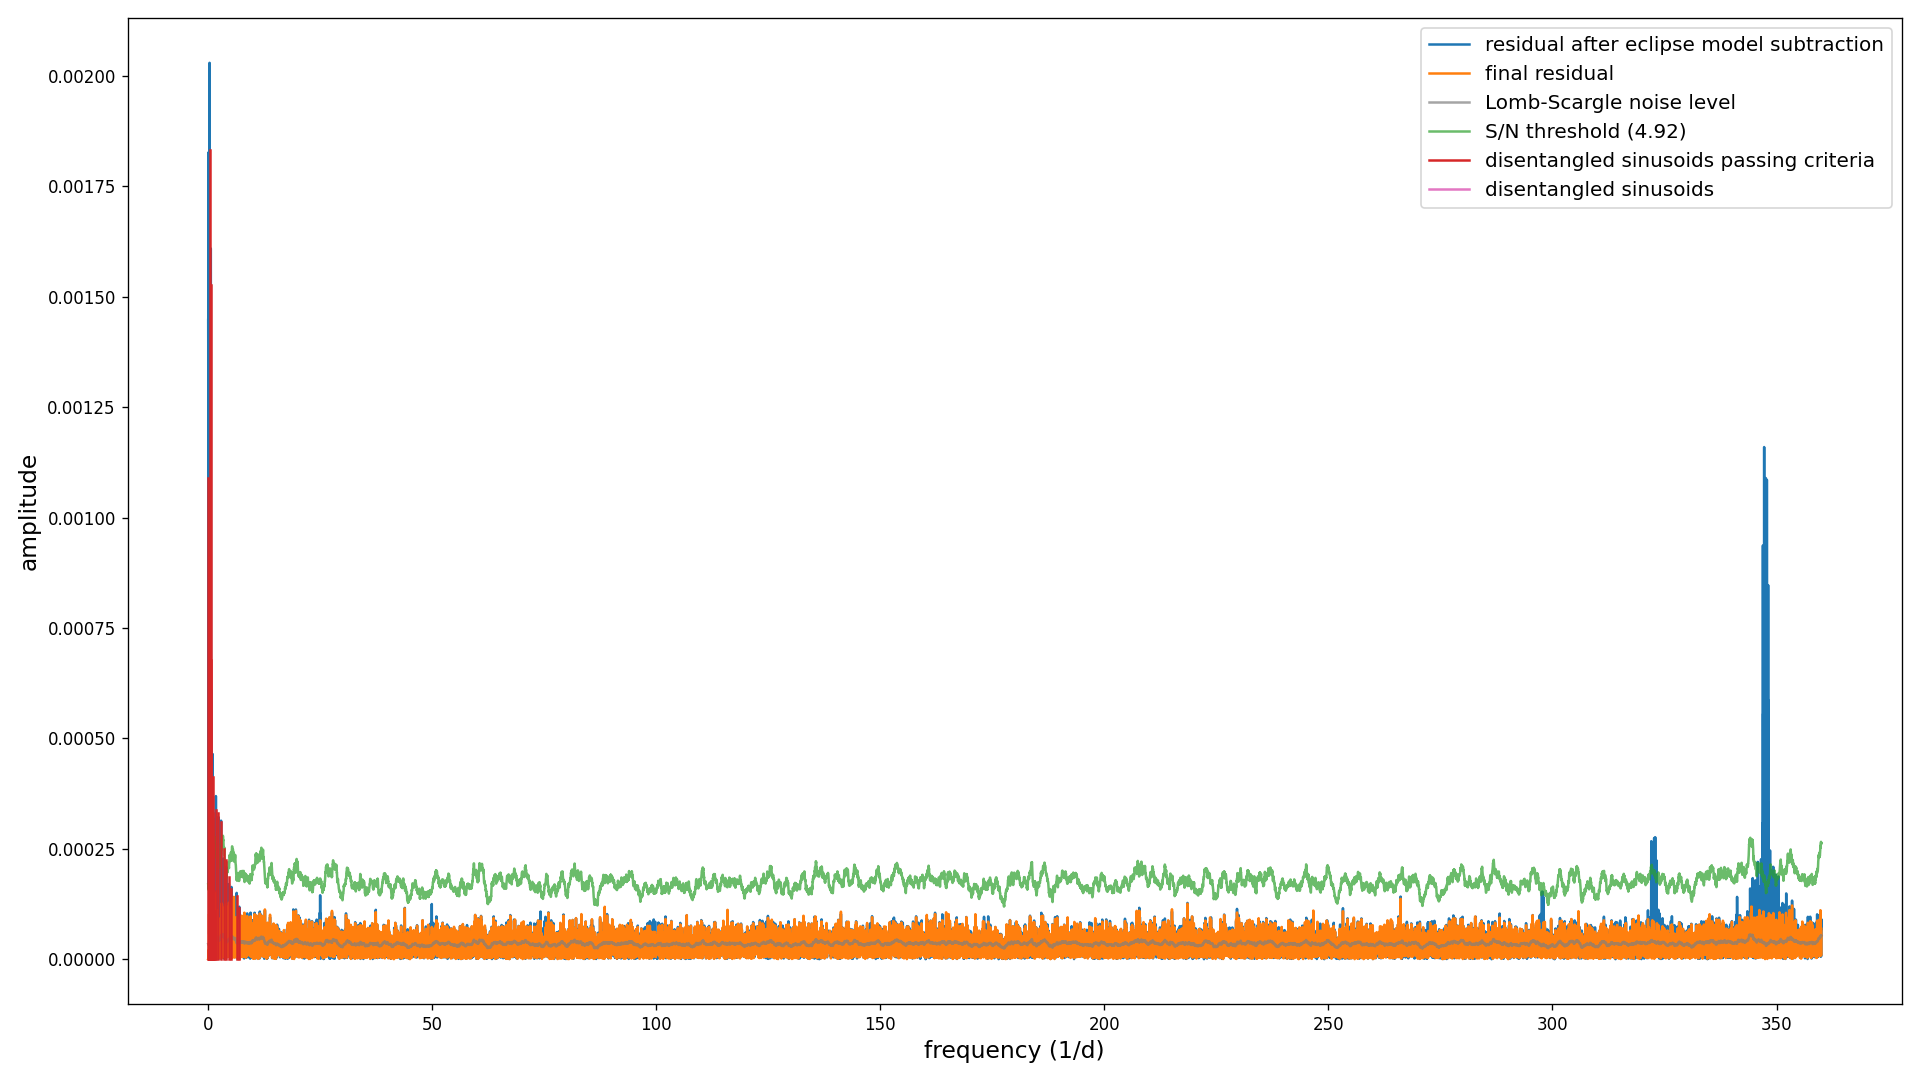 residual after eclipse model subtraction
final residual
Lomb-Scargle noise level
S/N threshold (4.92)
disentangled sinusoids passing criteria
disentangled sinusoids
0.00200
0.00175
0.00150
0.00125
0.00100
0.00075
0.00050
0.00025
0.00000
amplitude
0 50 100 150 200 250 300 350
frequency (1/d)